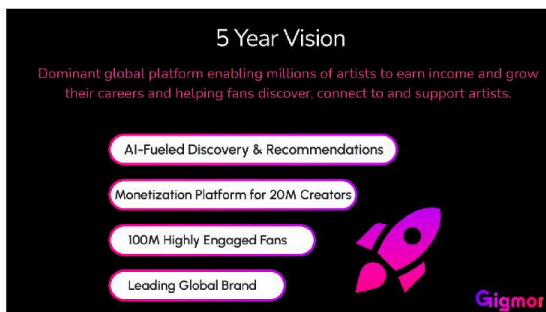 5 Year Vision
Dominant global platform enabling millions of artists to earn income and grow
their careers and helping fans discover, connect to and support artists.
AI-Fueled Discovery & Recommendations
Monetization Platform for 20M Creators
100M Highly Engaged Fans
Leading Global Brand
Gigmor